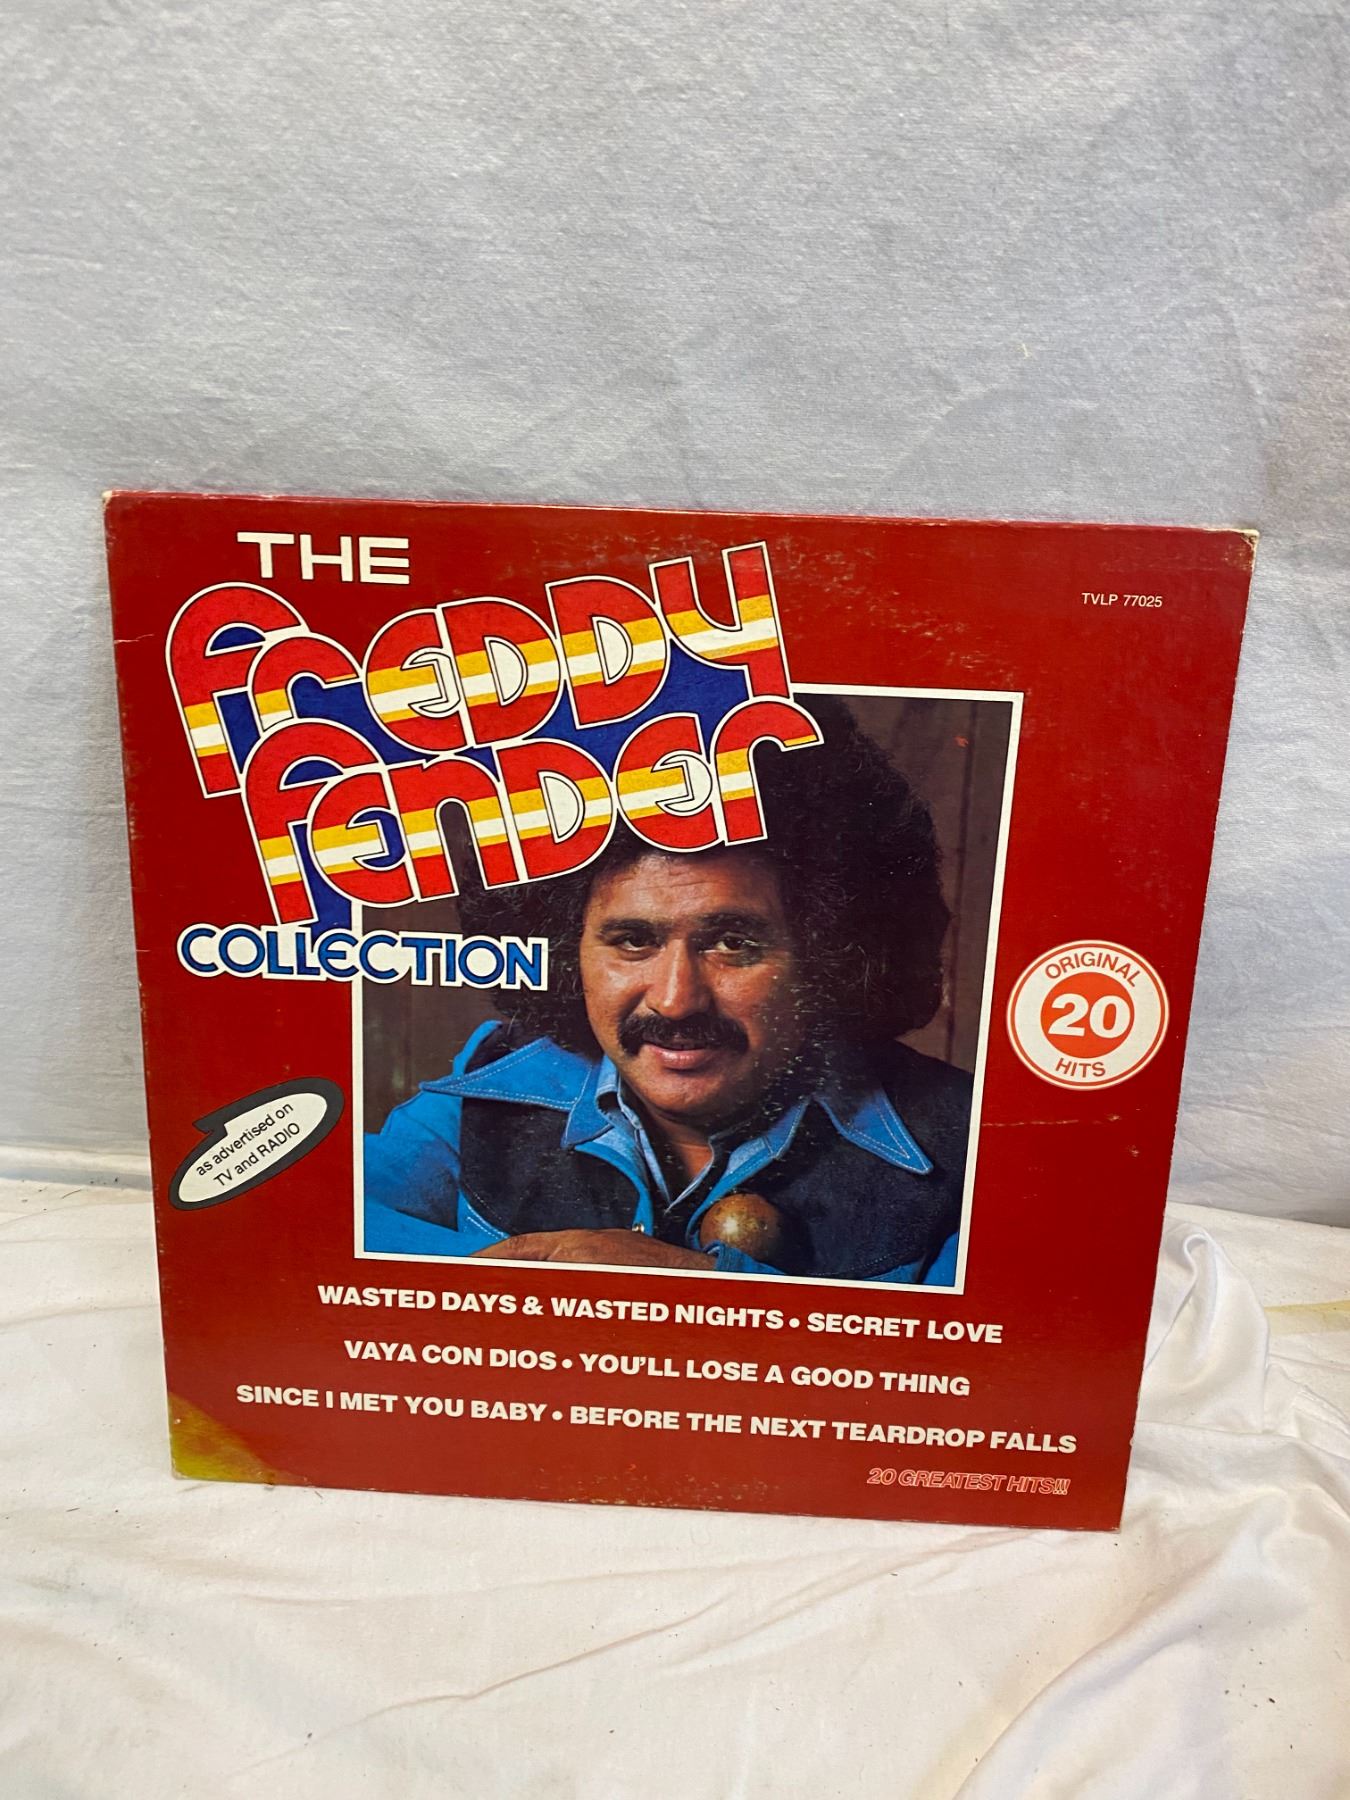 THE
FREDDY
FENDER
COLLECTION
TVLP 77025
ORIGINAL
20
HITS
as advertised on
TV and RADIO
WASTED DAYS & WASTED NIGHTS • SECRET LOVE
VAYA CON DIOS • YOU'LL LOSE A GOOD THING
SINCE I MET YOU BABY • BEFORE THE NEXT TEARDROP FALLS
20 GREATEST HITS!!!